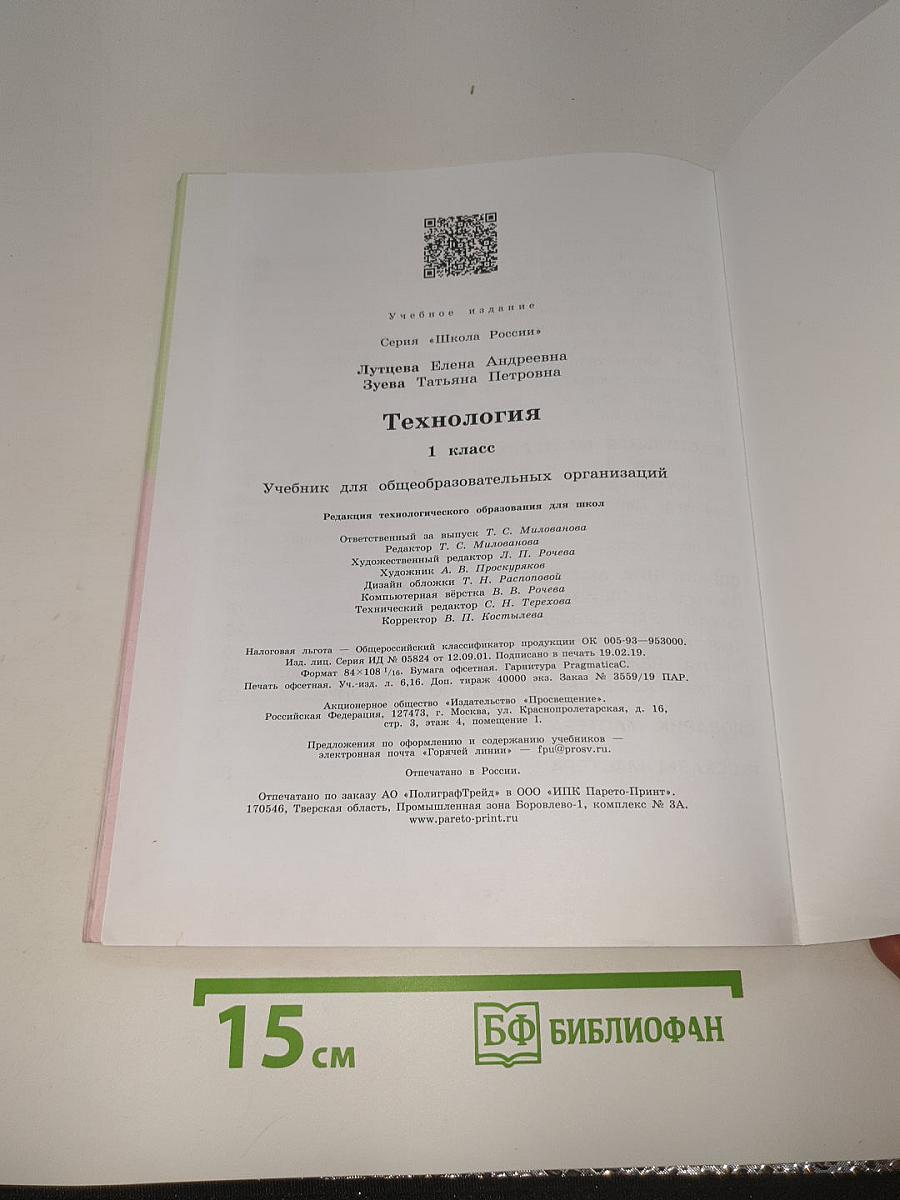 Учебное издание
Серия «Школа России»
Лутцева Елена Андреевна
Зуева Татьяна Петровна
Технология
1 класс
Учебник для общеобразовательных организаций
Редакция технологического образования для школ
Ответственный за выпуск Т. С. Милованова
Редактор Т. С. Милованова
Художественный редактор Л. П. Рочева
Художник А. В. Проскуряков
Дизайн обложки Т. Н. Распоповой
Компьютерная вёрстка В. В. Рочева
Технический редактор С. Н. Терехова
Корректор В. П. Костылева
Налоговая льгота — Общероссийский классификатор продукции ОК 005-93—953000.
Изд. лиц. Серия ИД № 05824 от 12.09.01. Подписано в печать 19.02.19.
Формат 84×108 1/16. Бумага офсетная. Гарнитура PragmaticaC.
Печать офсетная. Уч.-изд. л. 6,16. Доп. тираж 40000 экз. Заказ № 3559/19 ПАР.
Акционерное общество «Издательство «Просвещение».
Российская Федерация, 127473, г. Москва, ул. Краснопролетарская, д. 16,
стр. 3, этаж 4, помещение I.
Предложения по оформлению и содержанию учебников —
электронная почта «Горячей линии» — fpu@prosv.ru.
Отпечатано в России.
Отпечатано по заказу АО «ПолиграфТрейд» в ООО «ИПК Парето-Принт».
170546, Тверская область, Промышленная зона Боровлево-1, комплекс № 3А.
www.pareto-print.ru
15 см
БФ БИБЛИОФАН